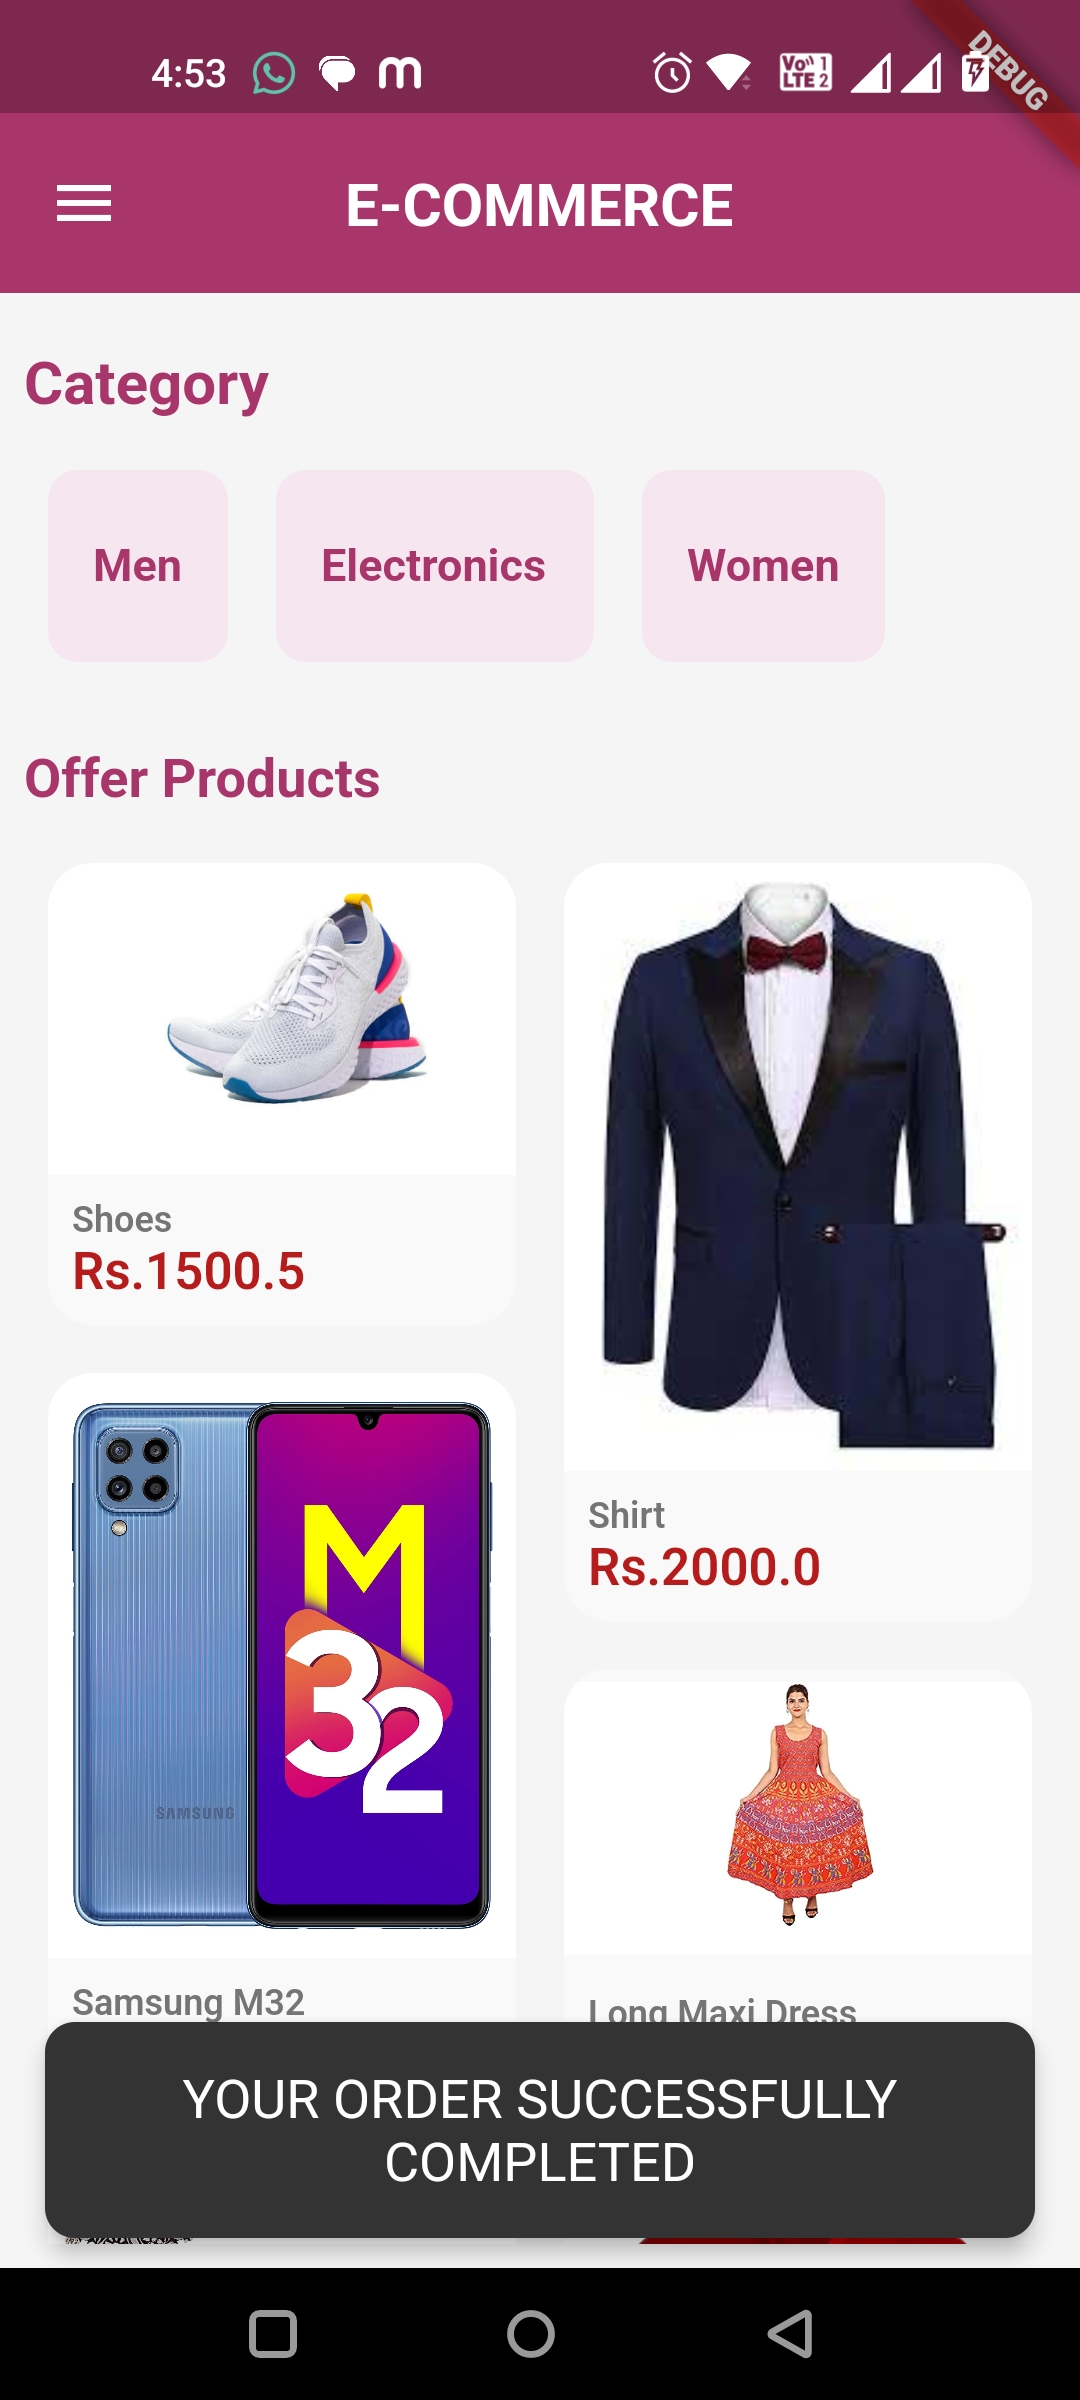 4:53
Vo)) 1
LTE 2
DEBUG
E-COMMERCE
Category
Men
Electronics
Women
Offer Products
Shoes
Rs.1500.5
Shirt
Rs.2000.0
M
32
SAMSUNG
Samsung M32
Long Maxi Dress
YOUR ORDER SUCCESSFULLY
COMPLETED